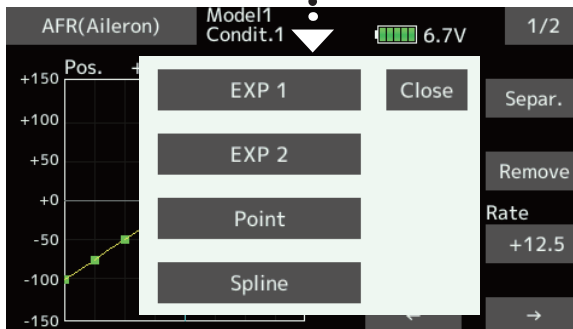 AFR(Aileron) Model1 1/2
Condit.1 6.7V
Pos. +
+150
EXP 1 Close
Separ.
+100
EXP 2
+50
Remove
+0
Point
Rate
-50
+12.5
Spline
-100
-150 ← →